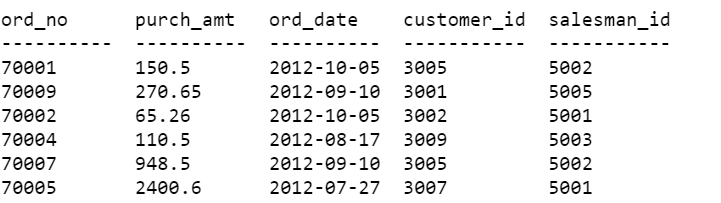 ord_no      purch_amt   ord_date    customer_id  salesman_id
----------  ----------  ----------  -----------  -----------
70001       150.5       2012-10-05  3005         5002
70009       270.65      2012-09-10  3001         5005
70002       65.26       2012-10-05  3002         5001
70004       110.5       2012-08-17  3009         5003
70007       948.5       2012-09-10  3005         5002
70005       2400.6      2012-07-27  3007         5001